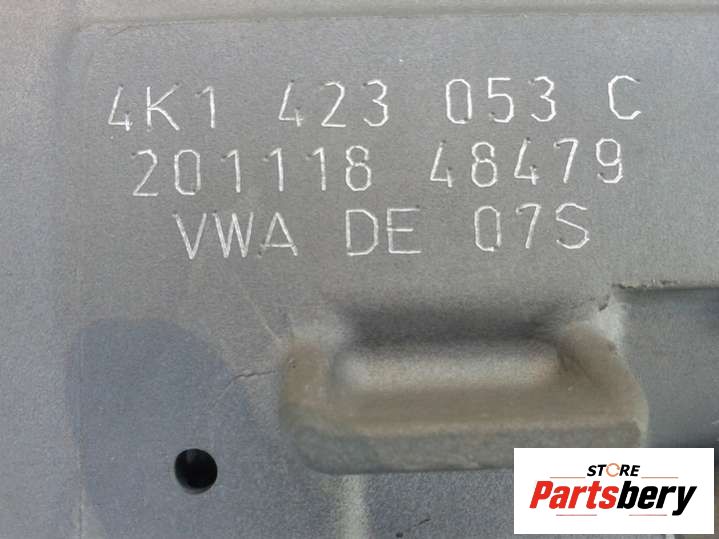 4K1 423 053 C
201118 48479
VWA DE 07S
STORE
Partsbery